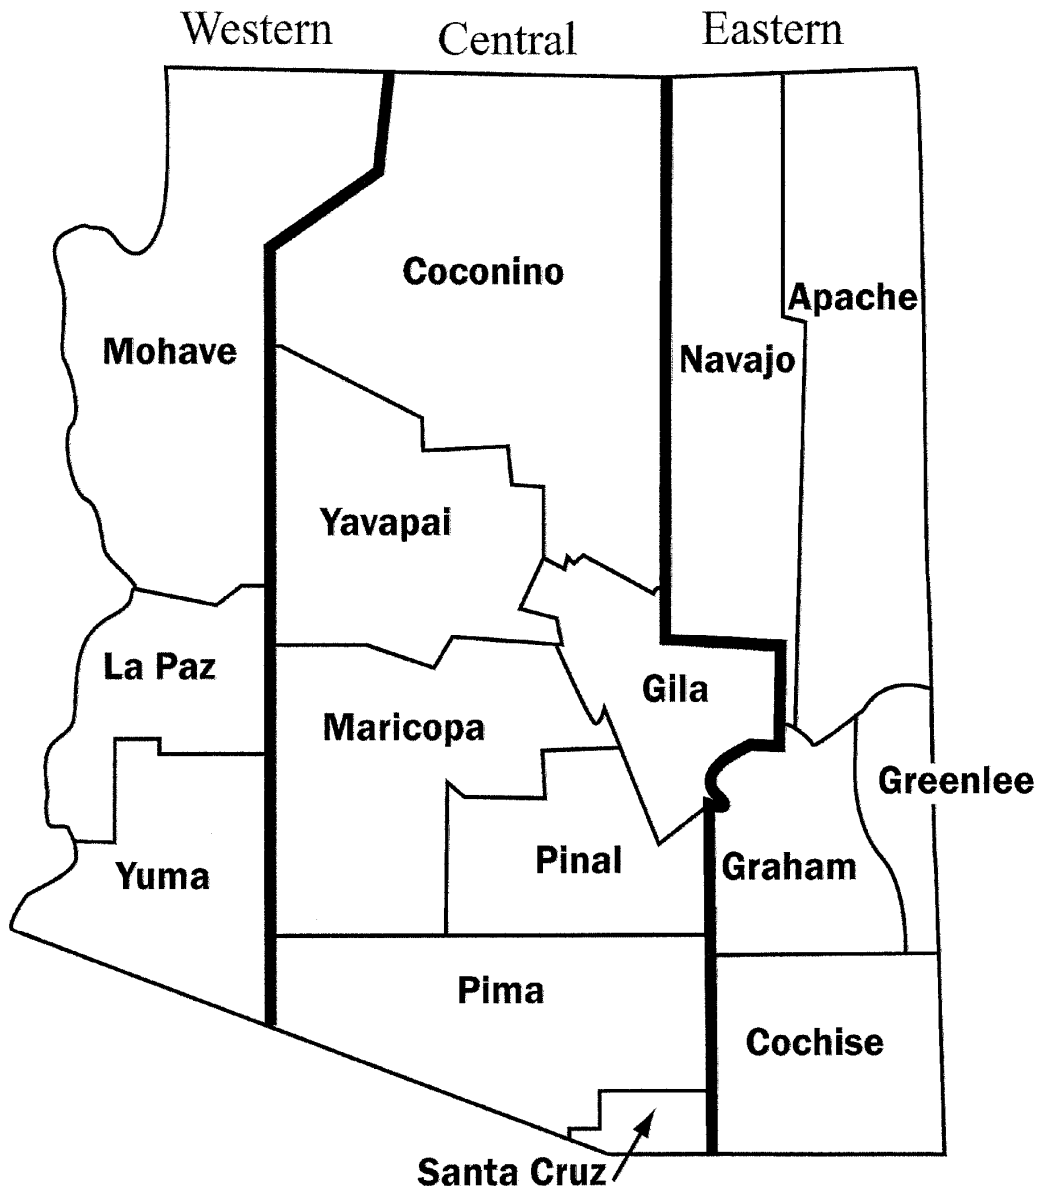 Western
Central
Eastern
Coconino
Apache
Mohave
Navajo
Yavapai
La Paz
Gila
Maricopa
Greenlee
Yuma
Pinal
Graham
Pima
Cochise
Santa Cruz